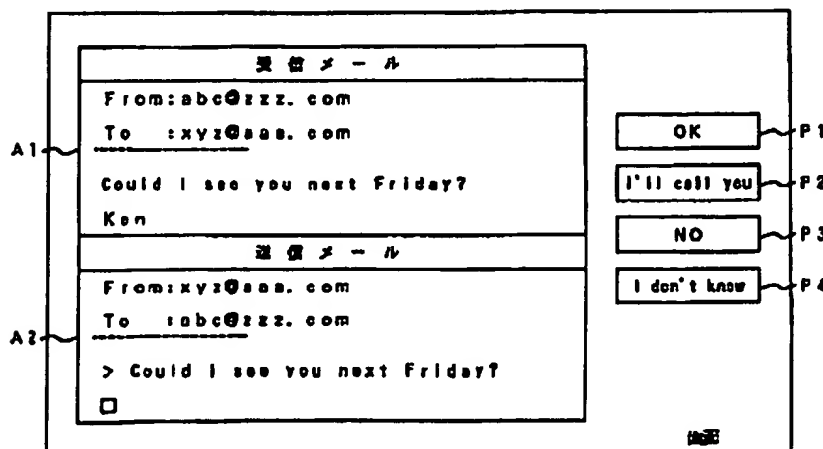 受信メール
From:abc@zzz.com
To :xyz@aaa.com
Could I see you next Friday?
Ken
送信メール
From:xyz@aaa.com
To :abc@zzz.com
> Could I see you next Friday?
A1
A2
OK
P1
I'll call you
P2
NO
P3
I don't know
P4
画面